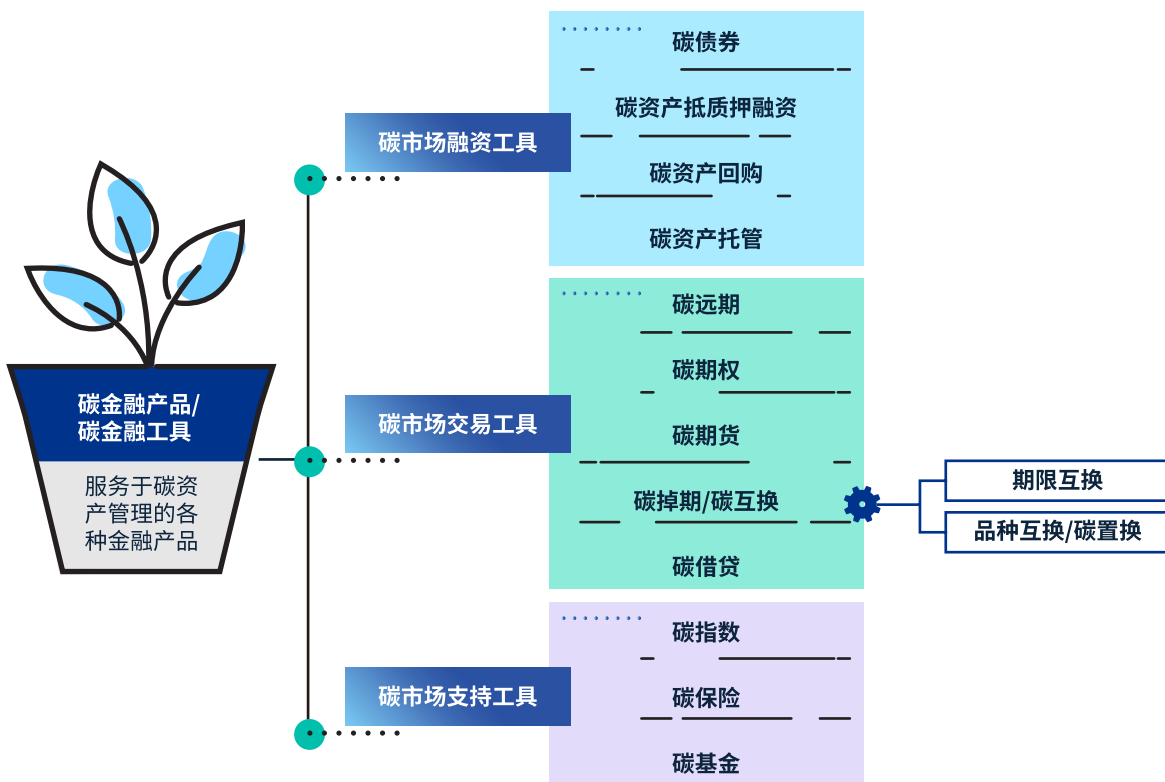 碳金融产品/
碳金融工具
服务于碳资
产管理的各
种金融产品
碳市场融资工具
碳债券
碳资产抵质押融资
碳资产回购
碳资产托管
碳市场交易工具
碳远期
碳期权
碳期货
碳掉期/碳互换
期限互换
品种互换/碳置换
碳借贷
碳市场支持工具
碳指数
碳保险
碳基金